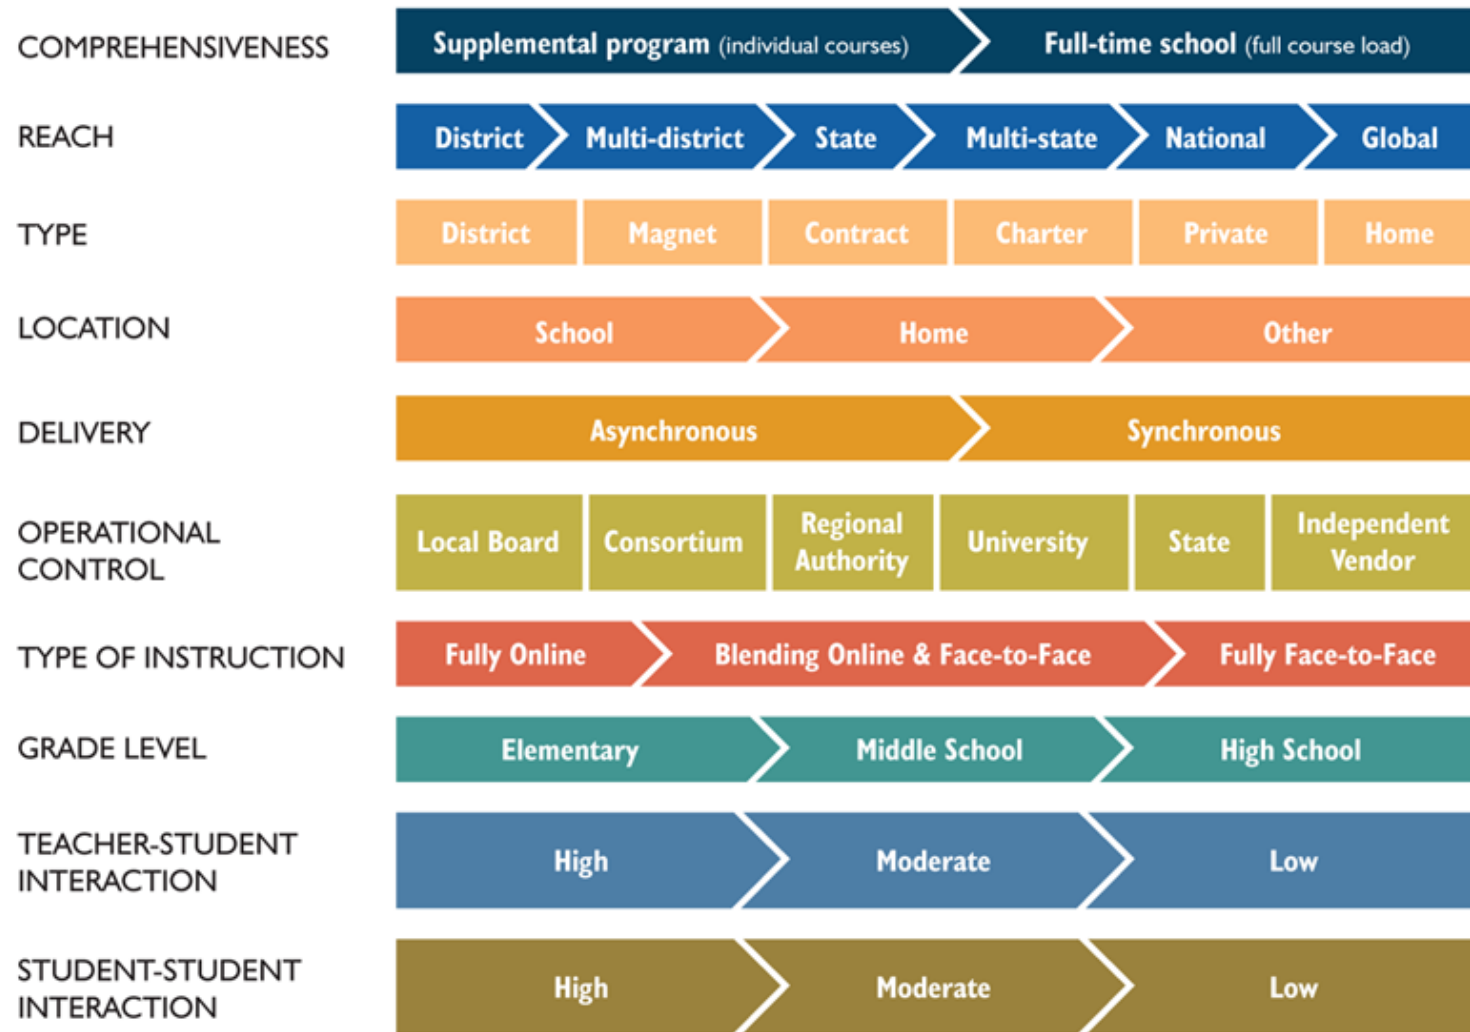 COMPREHENSIVENESS
Supplemental program (individual courses)
Full-time school (full course load)
REACH
District
Multi-district
State
Multi-state
National
Global
TYPE
District
Magnet
Contract
Charter
Private
Home
LOCATION
School
Home
Other
DELIVERY
Asynchronous
Synchronous
OPERATIONAL
CONTROL
Local Board
Consortium
Regional
Authority
University
State
Independent
Vendor
TYPE OF INSTRUCTION
Fully Online
Blending Online & Face-to-Face
Fully Face-to-Face
GRADE LEVEL
Elementary
Middle School
High School
TEACHER-STUDENT
INTERACTION
High
Moderate
Low
STUDENT-STUDENT
INTERACTION
High
Moderate
Low